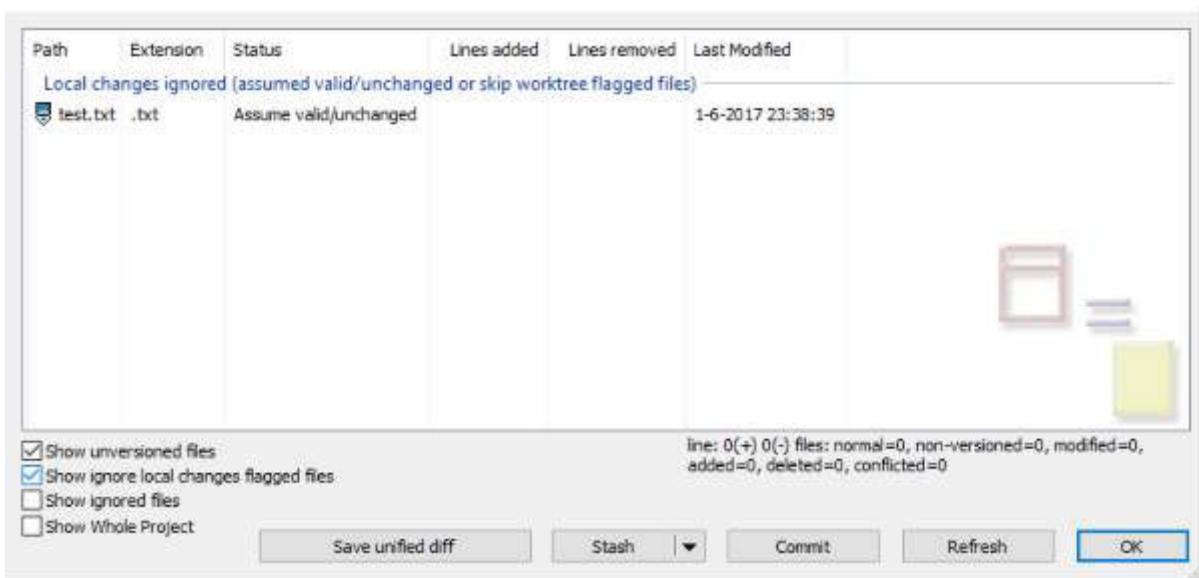 Path Extension Status Lines added Lines removed Last Modified
Local changes ignored (assumed valid/unchanged or skip worktree flagged files)
test.txt .txt Assume valid/unchanged 1-6-2017 23:38:39
Show unversioned files
line: 0(+) 0(-) files: normal=0, non-versioned=0, modified=0,
added=0, deleted=0, conflicted=0
Show ignore local changes flagged files
Show ignored files
Show Whole Project
Save unified diff Stash Commit Refresh OK